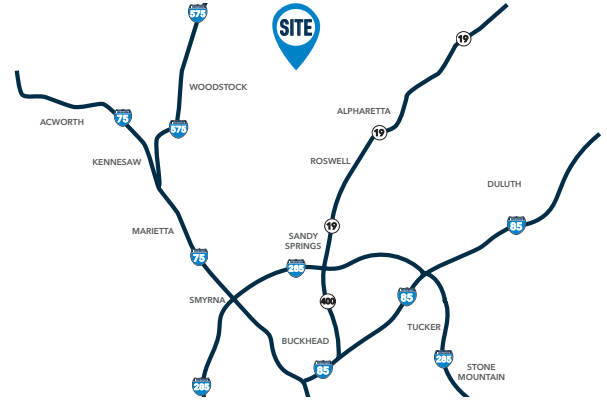 575
SITE
19
WOODSTOCK
ALPHARETTA
75
ACWORTH
575
19
KENNESAW
ROSWELL
DULUTH
MARIETTA
19
85
SANDY
SPRINGS
75
285
SMYRNA
400
85
TUCKER
BUCKHEAD
285
85
STONE
MOUNTAIN
285